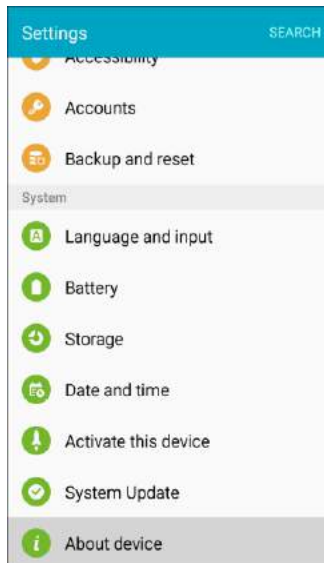 Settings
SEARCH
Accessibility
Accounts
Backup and reset
System
A
Language and input
Battery
Storage
Date and time
Activate this device
System Update
i
About device